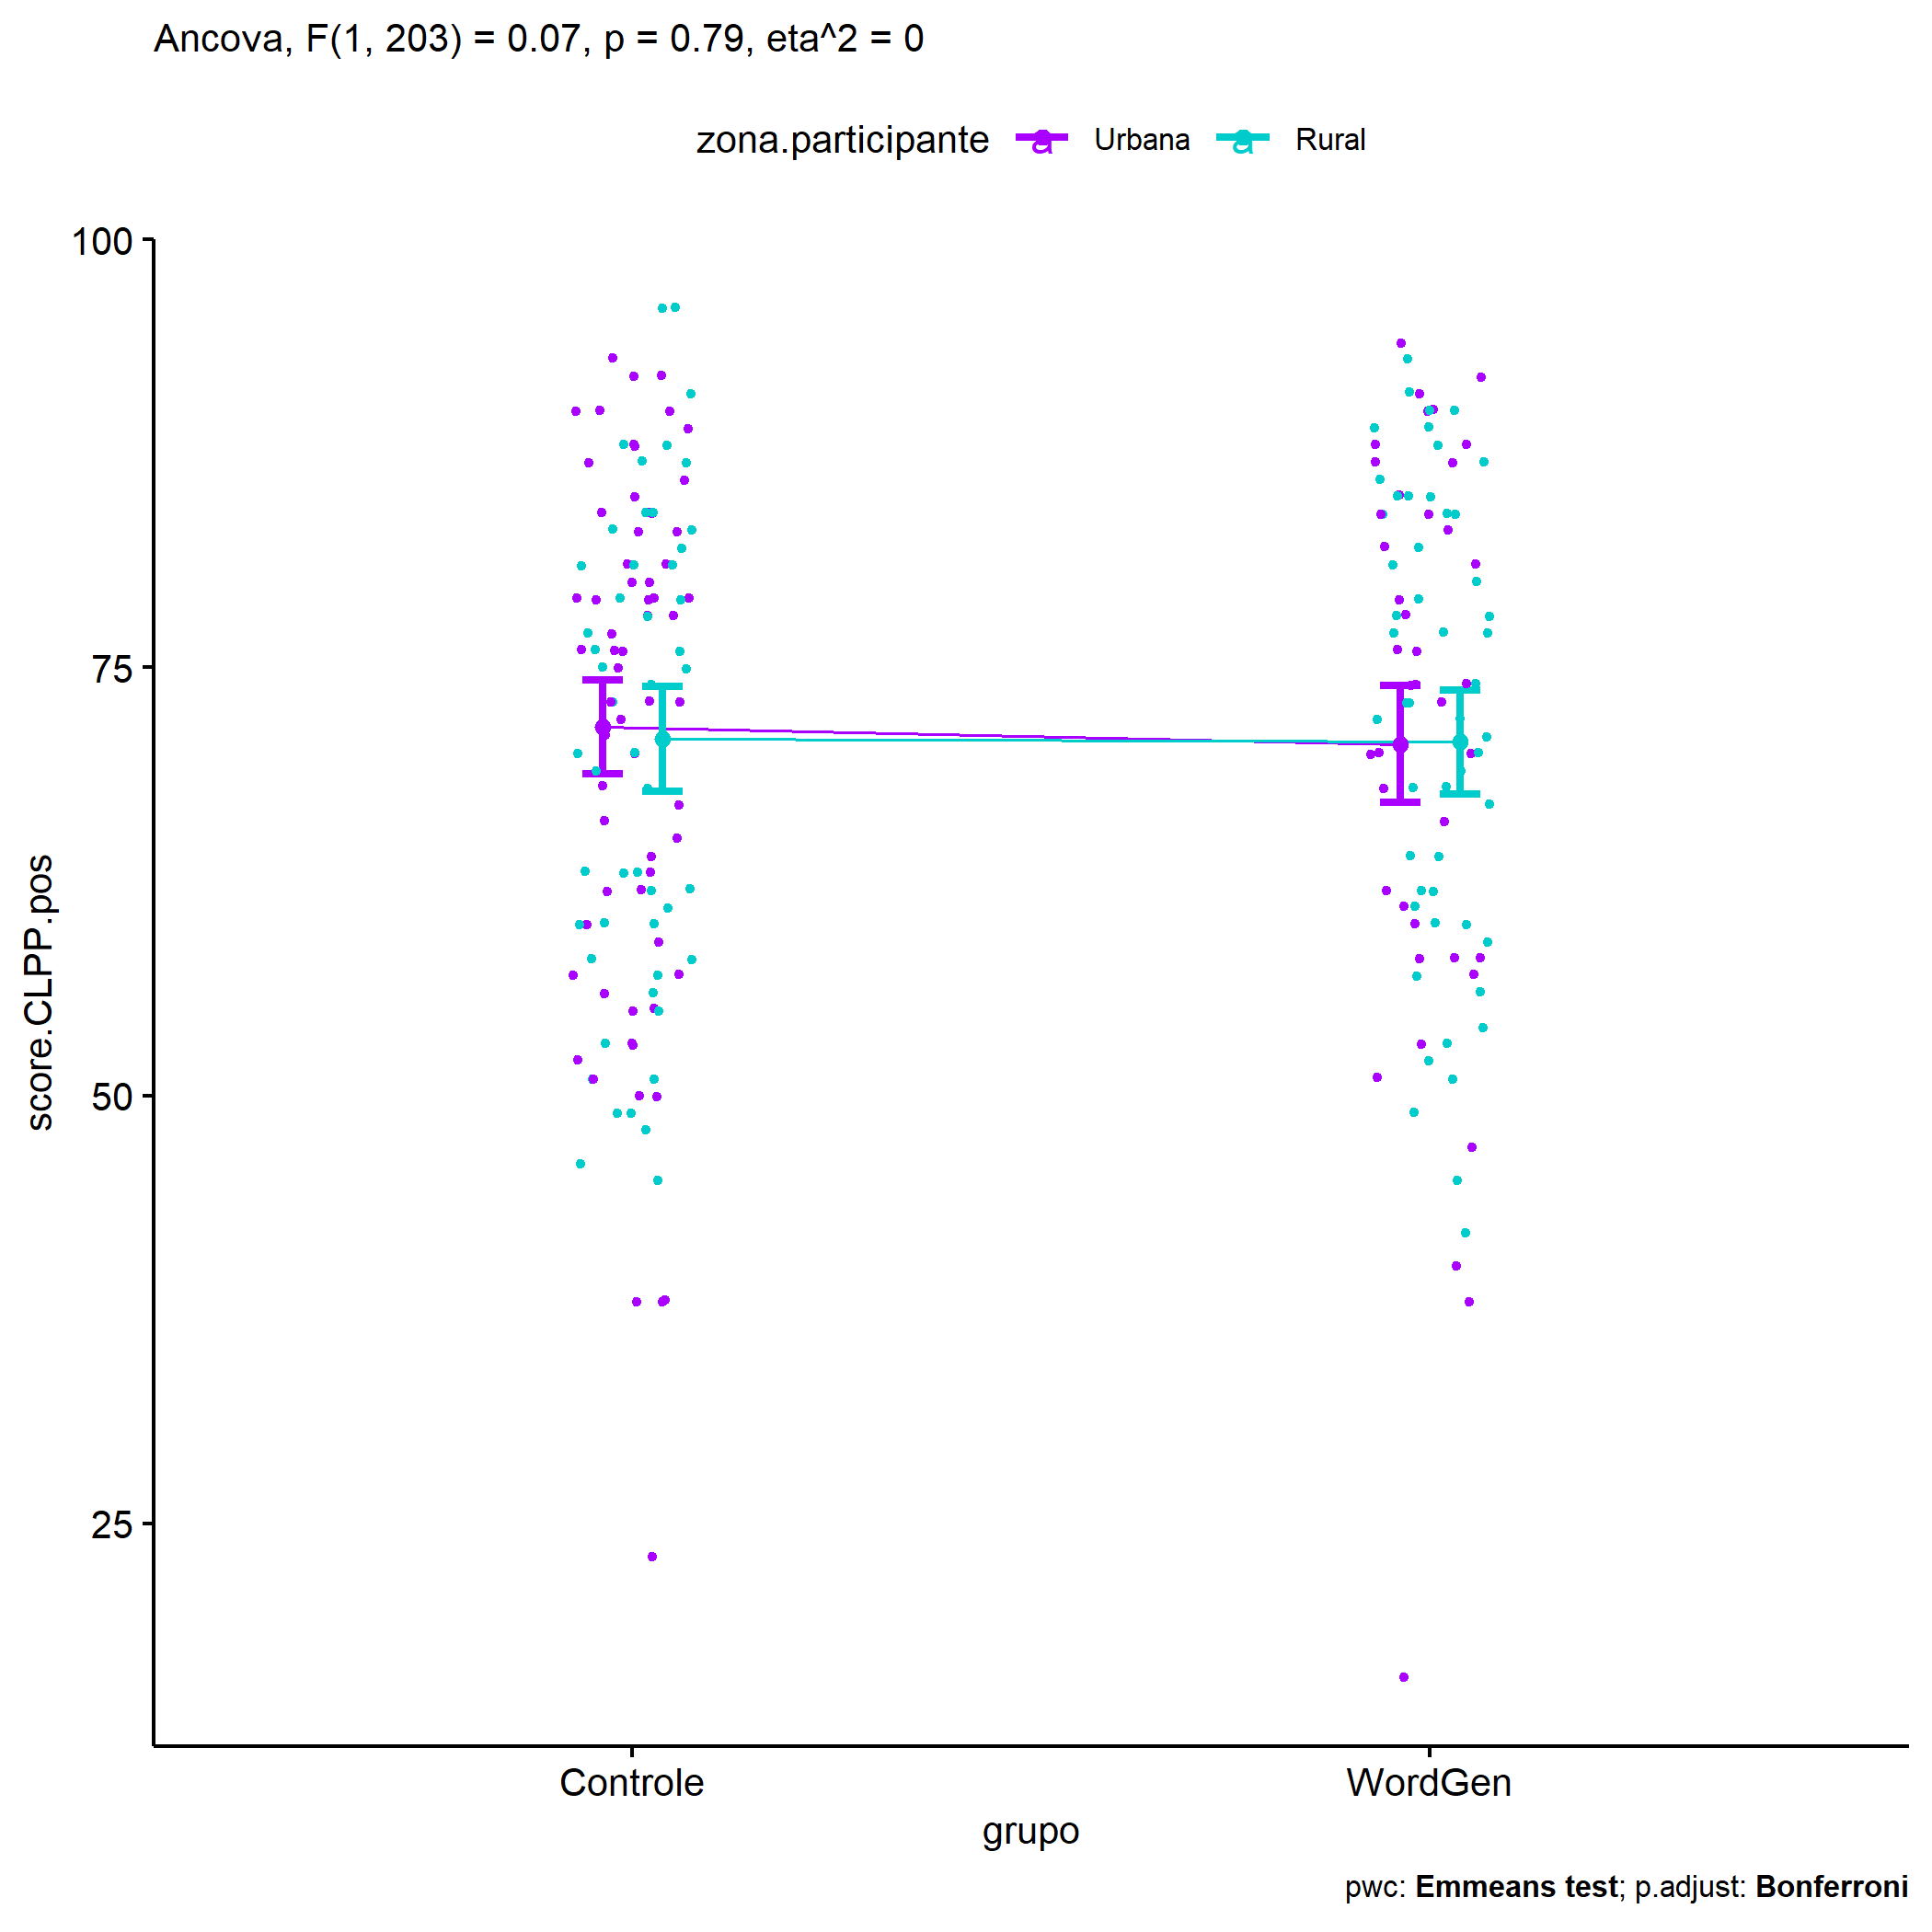 Ancova, F(1, 203) = 0.07, p = 0.79, eta^2 = 0
zona.participante a Urbana a Rural
100
75
50
25
score.CLPP.pos
Controle WordGen
grupo
pwc: Emmeans test; p.adjust: Bonferroni